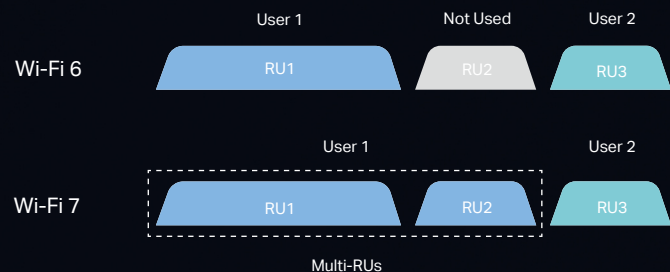 User 1 Not Used User 2
Wi-Fi 6 RU1 RU2 RU3
User 1 User 2
Wi-Fi 7 RU1 RU2 RU3
Multi-RUs